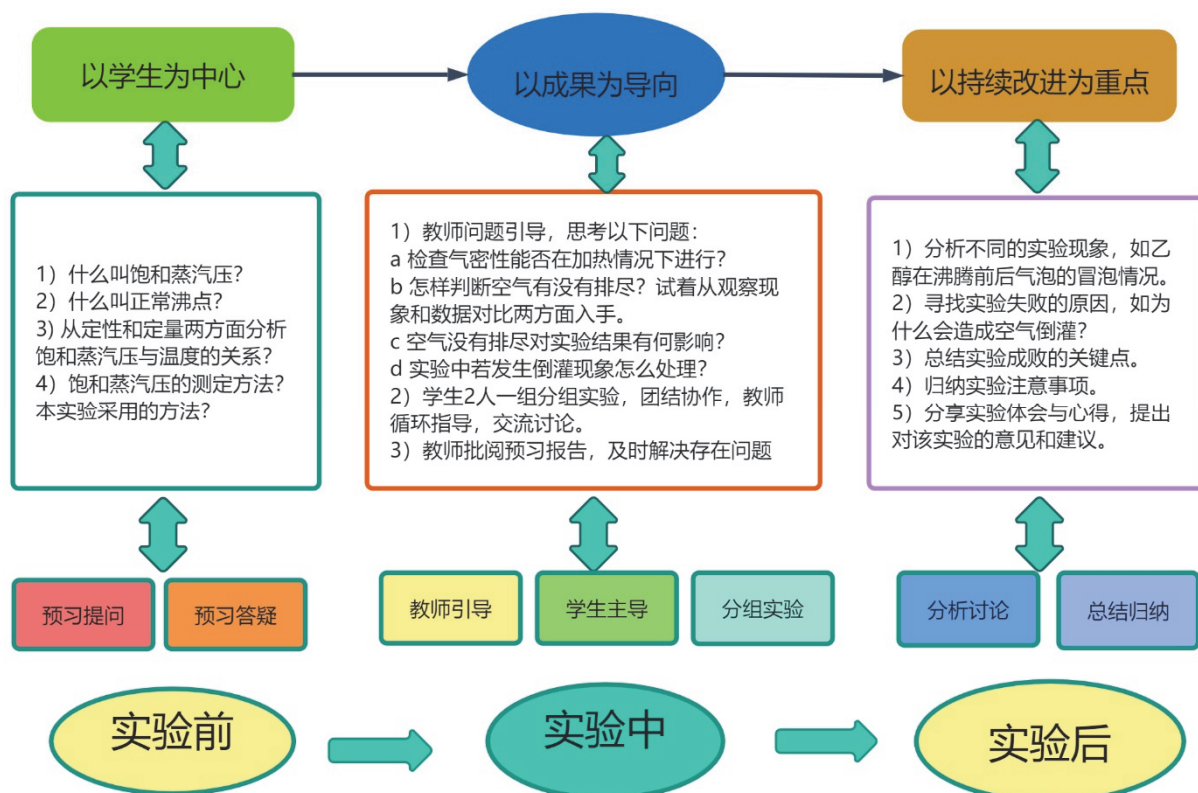 以学生为中心
以成果为导向
以持续改进为重点
1）什么叫饱和蒸汽压？
2）什么叫正常沸点？
3) 从定性和定量两方面分析
饱和蒸汽压与温度的关系？
4）饱和蒸汽压的测定方法？
本实验采用的方法？
1）教师问题引导，思考以下问题：
a 检查气密性能否在加热情况下进行？
b 怎样判断空气有没有排尽？试着从观察现
象和数据对比两方面入手。
c 空气没有排尽对实验结果有何影响？
d 实验中若发生倒灌现象怎么处理？
2）学生2人一组分组实验，团结协作，教师
循环指导，交流讨论。
3）教师批阅预习报告，及时解决存在问题
1）分析不同的实验现象，如乙
醇在沸腾前后气泡的冒泡情况。
2）寻找实验失败的原因，如为
什么会造成空气倒灌？
3）总结实验成败的关键点。
4）归纳实验注意事项。
5）分享实验体会与心得，提出
对该实验的意见和建议。
预习提问
预习答疑
教师引导
学生主导
分组实验
分析讨论
总结归纳
实验前
实验中
实验后